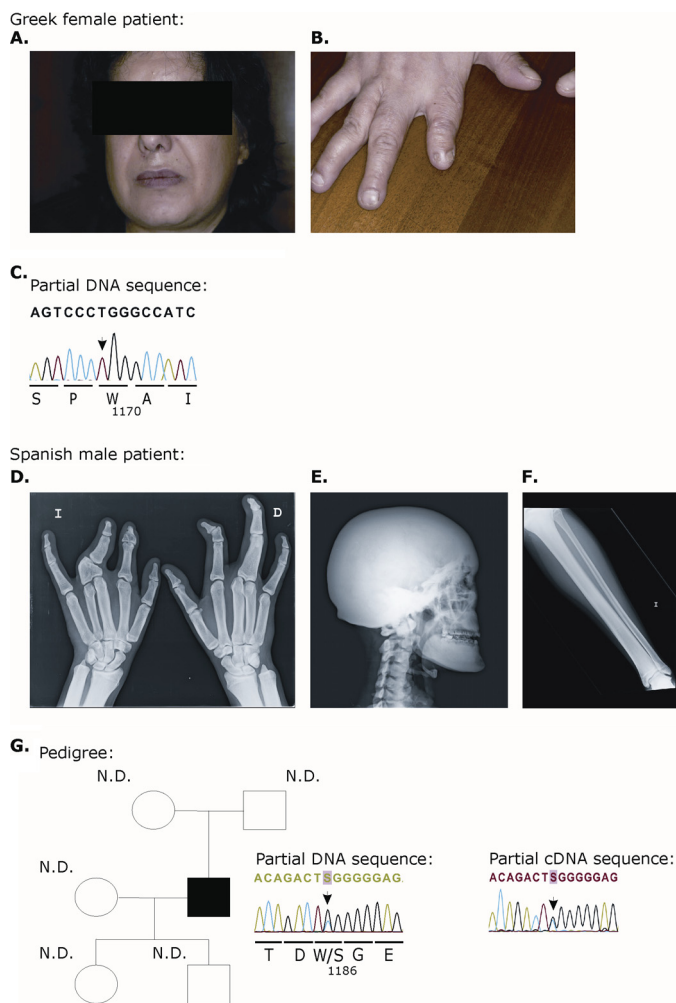 Greek female patient:
A.
B.
C.
Partial DNA sequence:
AGTCCCTGGGCCATC
S P W A I
1170
Spanish male patient:
D.
E.
F.
I
D
I
G.
Pedigree:
N.D.
N.D.
N.D.
N.D.
Partial DNA sequence:
ACAGACTSGGGGGAG.
T D W/S G E
1186
Partial cDNA sequence:
ACAGACTSGGGGGAG